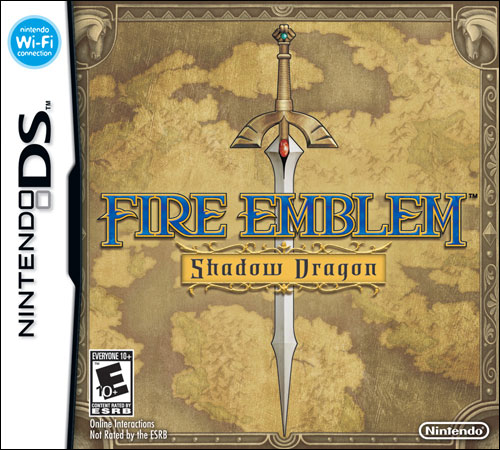 nintendo
Wi-Fi
connection
NINTENDO DS™
FIRE EMBLEM™
Shadow Dragon
EVERYONE 10+
E
10+
CONTENT RATED BY
ESRB
Online Interactions
Not Rated by the ESRB
Nintendo®